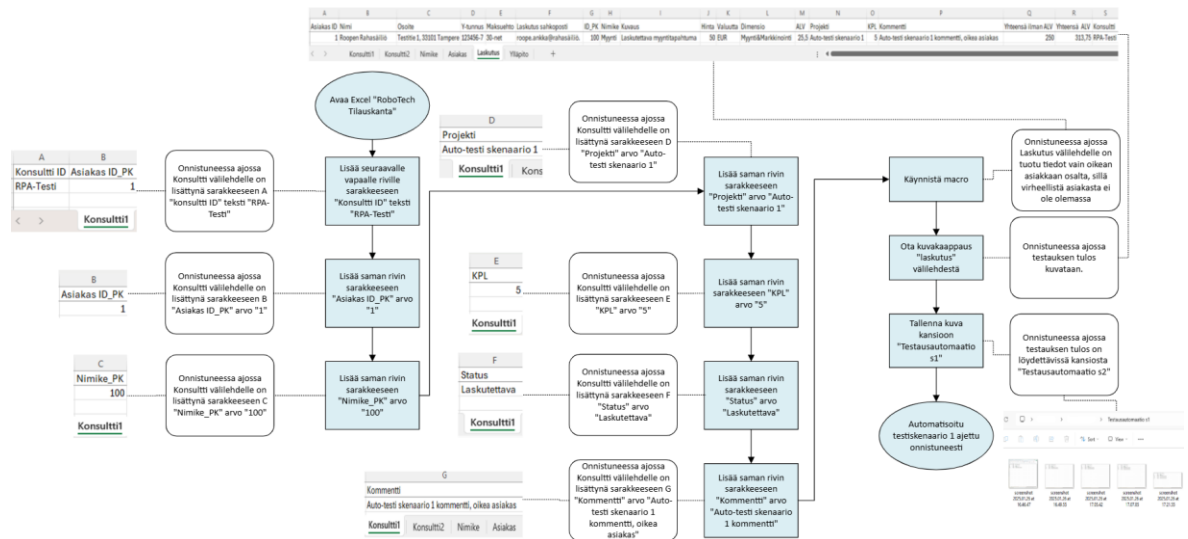 Asiakas ID Nimi Osoite Y-tunnus Maksuehto Laskutus sahkoposti ID_PK Nimike Kuvaus Hinta Valuutta Dimensio ALV Projekti KPL Kommentti Yhteensä ilman ALV Yhteensä ALV Konsultti
1 Roopen Rahasäiliö Testitie 1, 33101 Tampere 123456-7 30-net roope.ankka@rahasäiliö. 100 Myynti Laskutettava myyntitapahtuma 50 EUR Myynti&Markkinointi 25,5 Auto-testi skenaario 1 5 Auto-testi skenaario 1 kommentti, oikea asiakas 250 313,75 RPA-Testi
Konsultti1 Konsultti2 Nimike Asiakas Laskutus Ylläpito +
Avaa Excel "RoboTech
Tilauskanta"
A B
Konsultti ID Asiakas ID_PK
RPA-Testi 1
Konsultti1
Onnistuneessa ajossa
Konsultti välilehdelle on
lisättynä sarakkeeseen A
"konsultti ID" teksti "RPA-
Testi"
Lisää seuraavalle
vapaalle riville
sarakkeeseen
"Konsultti ID" teksti
"RPA-Testi"
B
Asiakas ID_PK
1
Konsultti1
Onnistuneessa ajossa
Konsultti välilehdelle on
lisättynä sarakkeeseen B
"Asiakas ID_PK" arvo "1"
Lisää saman rivin
sarakkeeseen
"Asiakas ID_PK" arvo
"1"
C
Nimike_PK
100
Konsultti1
Onnistuneessa ajossa
Konsultti välilehdelle on
lisättynä sarakkeeseen C
"Nimike_PK" arvo "100"
Lisää saman rivin
sarakkeeseen
"Nimike_PK" arvo
"100"
D
Projekti
Auto-testi skenaario 1
Konsultti1 Kons
Onnistuneessa ajossa
Konsultti välilehdelle on
lisättynä sarakkeeseen D
"Projekti" arvo "Auto-
testi skenaario 1"
Lisää saman rivin
sarakkeeseen
"Projekti" arvo "Auto-
testi skenaario 1"
E
KPL
5
Konsultti1
Onnistuneessa ajossa
Konsultti välilehdelle on
lisättynä sarakkeeseen E
"KPL" arvo "5"
Lisää saman rivin
sarakkeeseen "KPL"
arvo "5"
F
Status
Laskutettava
Konsultti1
Onnistuneessa ajossa
Konsultti välilehdelle on
lisättynä sarakkeeseen F
"Status" arvo
"Laskutettava"
Lisää saman rivin
sarakkeeseen
"Status" arvo
"Laskutettava"
G
Kommentti
Auto-testi skenaario 1 kommentti, oikea asiakas
Konsultti1 Konsultti2 Nimike Asiakas
Onnistuneessa ajossa
Konsultti välilehdelle on
lisättynä sarakkeeseen G
"Kommentti" arvo "Auto-
testi skenaario 1
kommentti, oikea
asiakas"
Lisää saman rivin
sarakkeeseen
"Kommentti" arvo
"Auto-testi skenaario
1 kommentti"
Käynnistä macro
Onnistuneessa ajossa
Laskutus välilehdelle on
tuotu tiedot vain oikean
asiakkaan osalta, sillä
virheellistä asiakasta ei
ole olemassa
Ota kuvakaappaus
"laskutus"
välilehdestä
Onnistuneessa ajossa
testauksen tulos
kuvataan.
Tallenna kuva
kansioon
"Testausautomaatio
s1"
Onnistuneessa ajossa
testauksen tulos on
löydettävissä kansiosta
"Testausautomaatio s2"
Automatisoitu
testiskenaario 1 ajettu
onnistuneesti
Testausautomaatio s1
Sort View